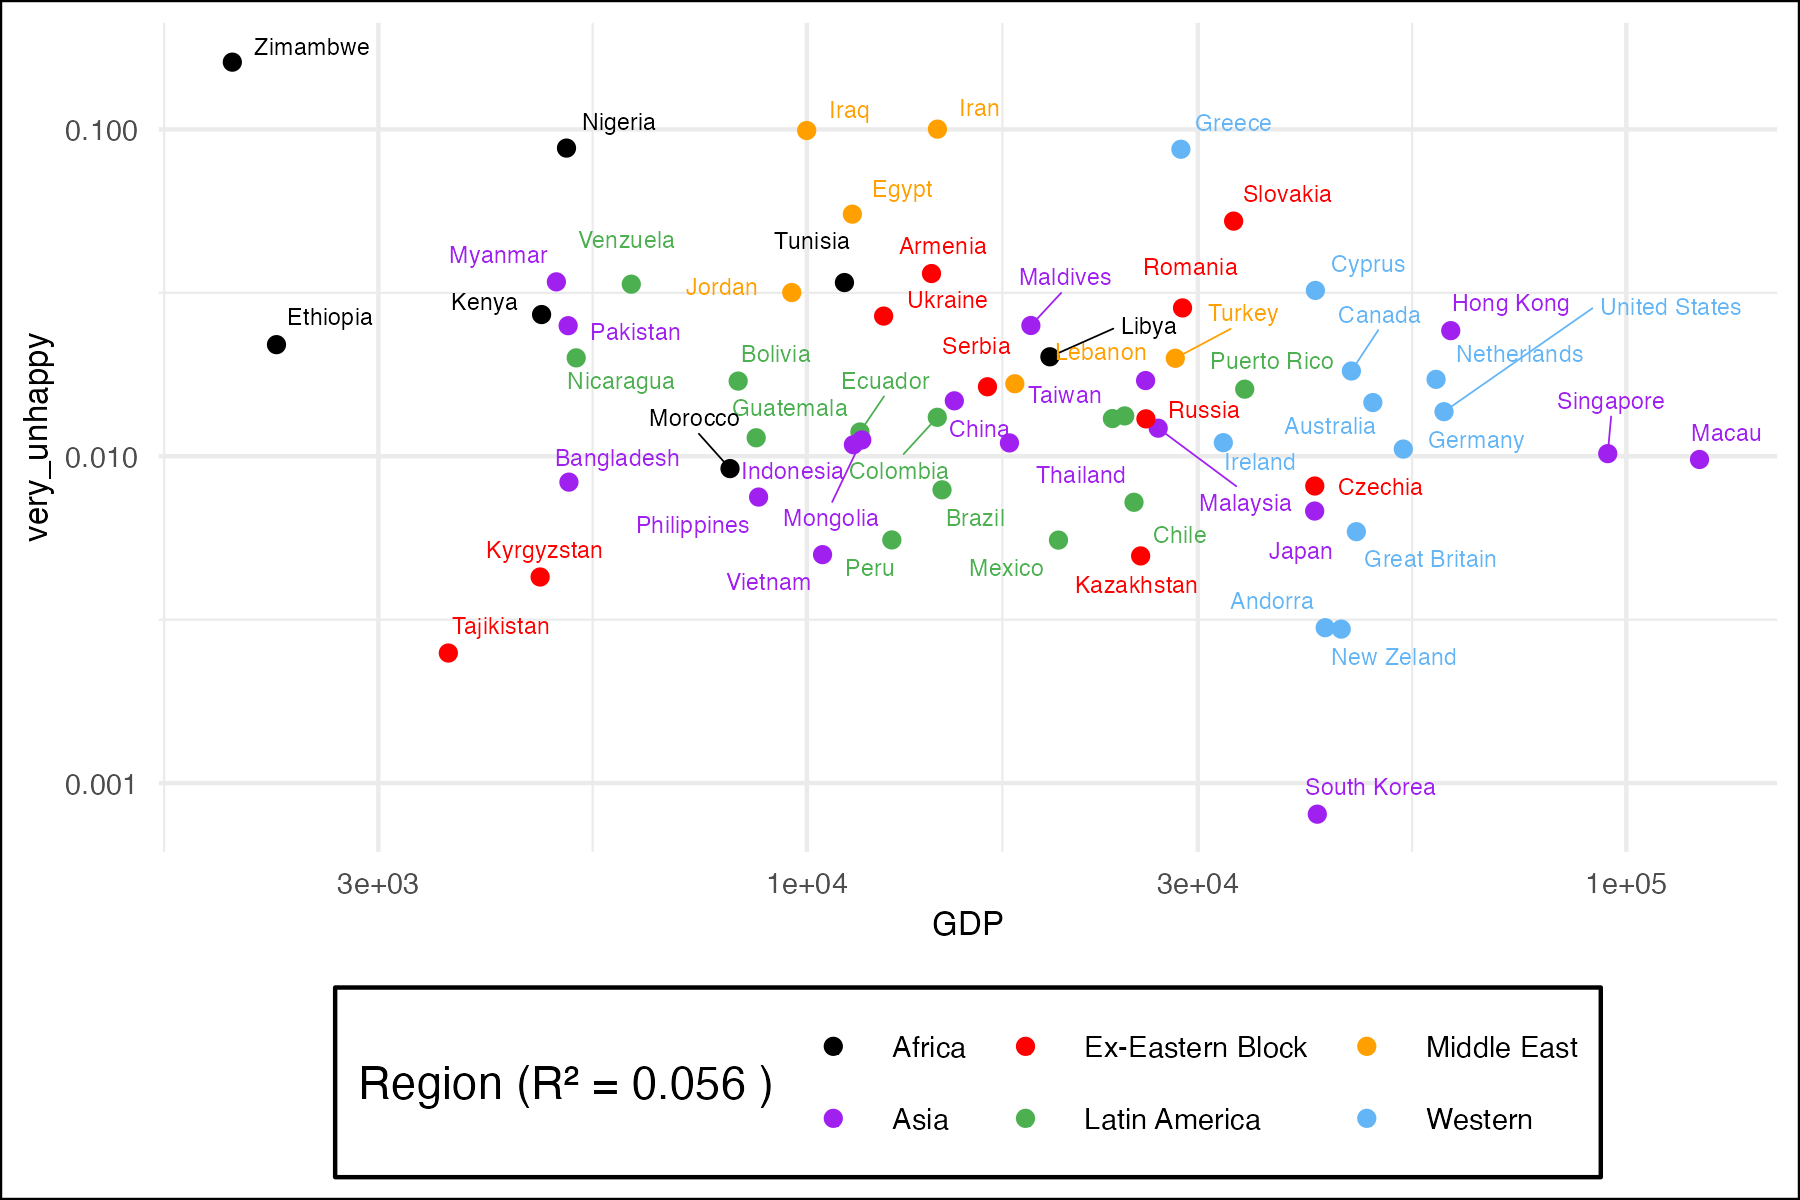 Zimambwe
Iran
Iraq
Nigeria
Greece
0.100
Egypt
Slovakia
Venzuela
Tunisia
Armenia
Myanmar
Cyprus
Romania
Maldives
Jordan
Ukraine
Kenya
Hong Kong
United States
Turkey
Canada
Ethiopia
Libya
Pakistan
Serbia
Lebanon
Bolivia
Netherlands
Puerto Rico
Nicaragua
Ecuador
Taiwan
Singapore
Guatemala
Russia
Morocco
Australia
China
Macau
Germany
very_unhappy
0.010
Bangladesh
Ireland
Indonesia
Colombia
Thailand
Czechia
Malaysia
Mongolia
Brazil
Philippines
Chile
Kyrgyzstan
Japan
Great Britain
Peru
Mexico
Vietnam
Kazakhstan
Andorra
Tajikistan
New Zeland
0.001
South Korea
3e+03
1e+04
3e+04
1e+05
GDP
Region (R² = 0.056 )
Africa
Ex-Eastern Block
Middle East
Asia
Latin America
Western